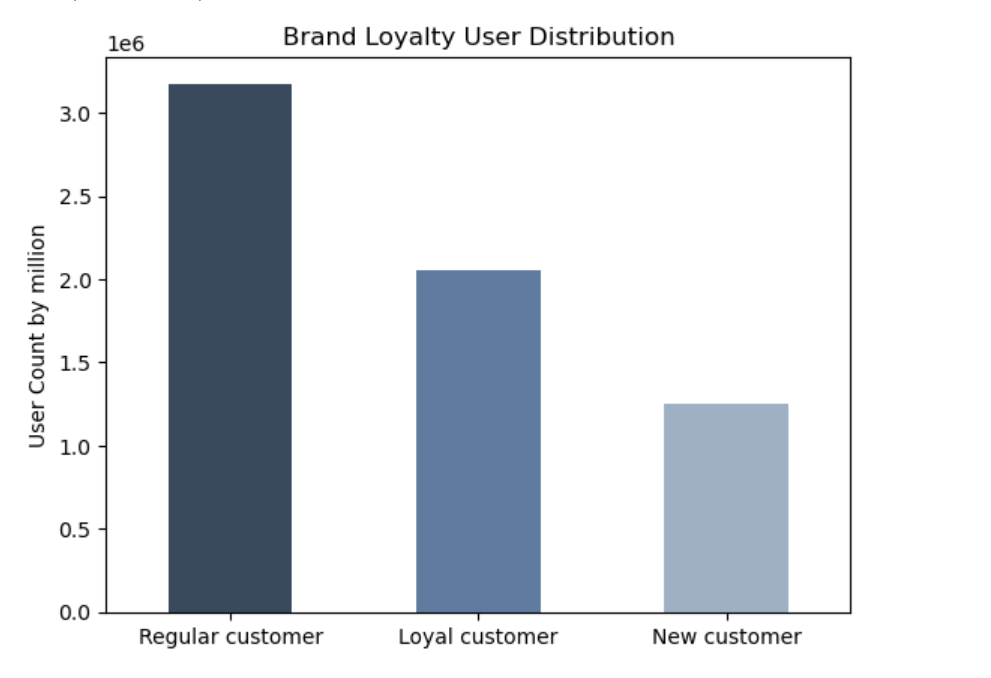 Brand Loyalty User Distribution
1e6
3.0
2.5
2.0
1.5
1.0
0.5
0.0
User Count by million
Regular customer Loyal customer New customer